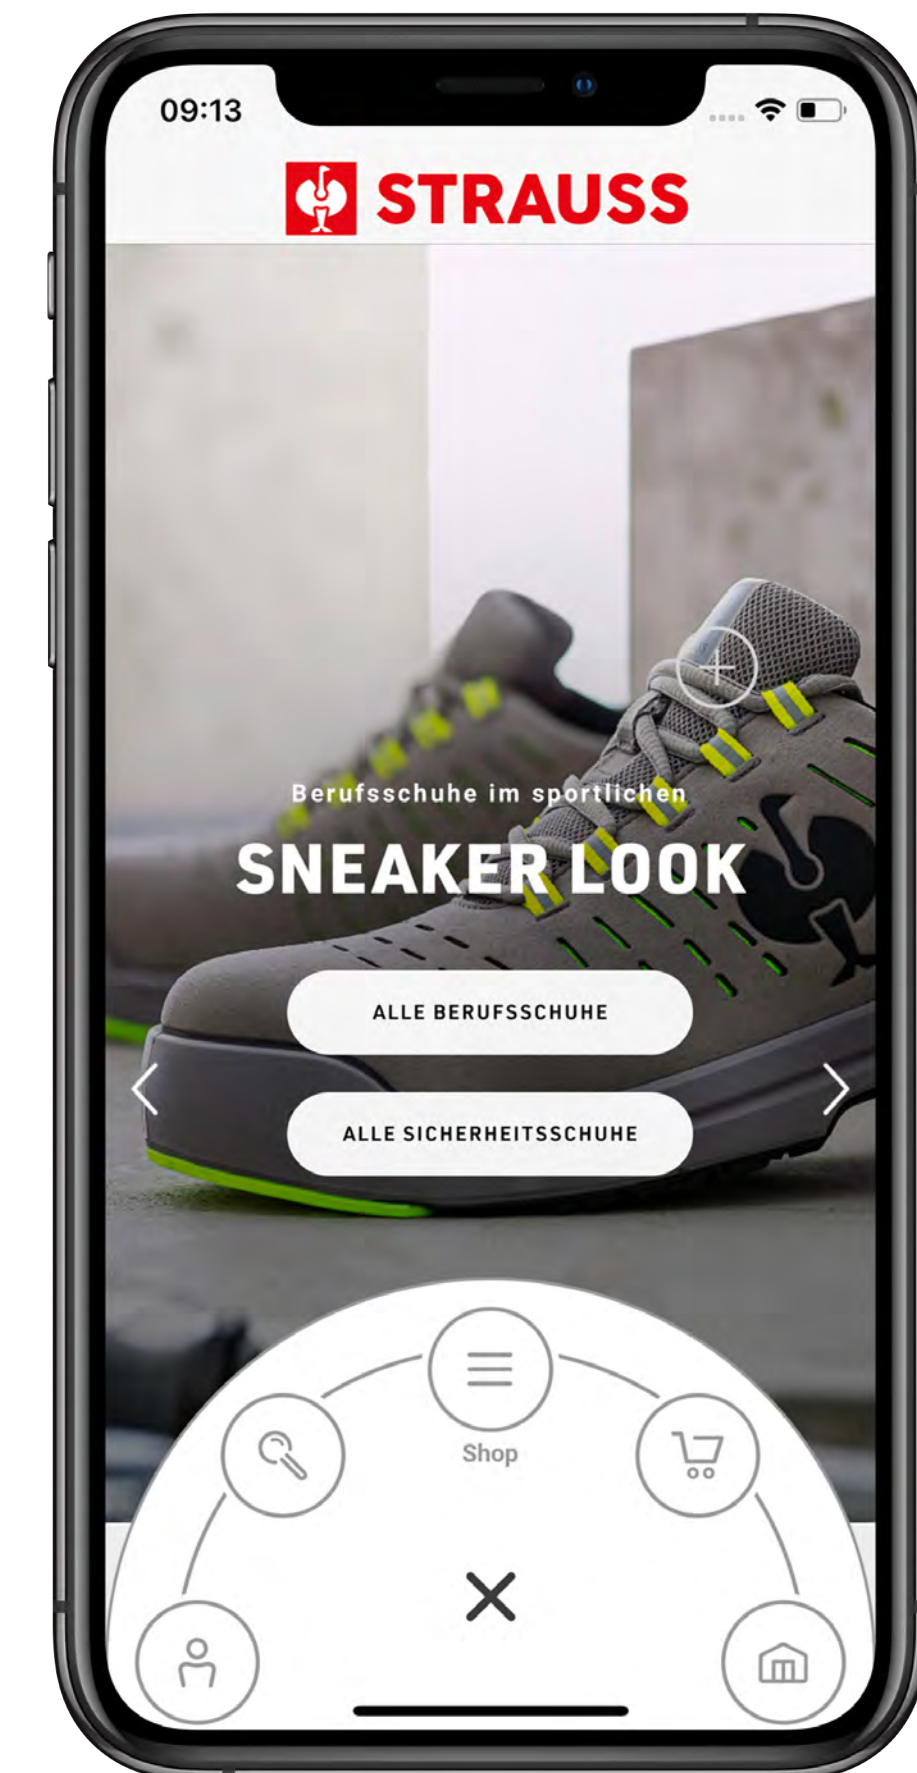 09:13
STRAUSS
Berufsschuhe im sportlichen
SNEAKER LOOK
ALLE BERUFSSCHUHE
ALLE SICHERHEITSSCHUHE
Shop